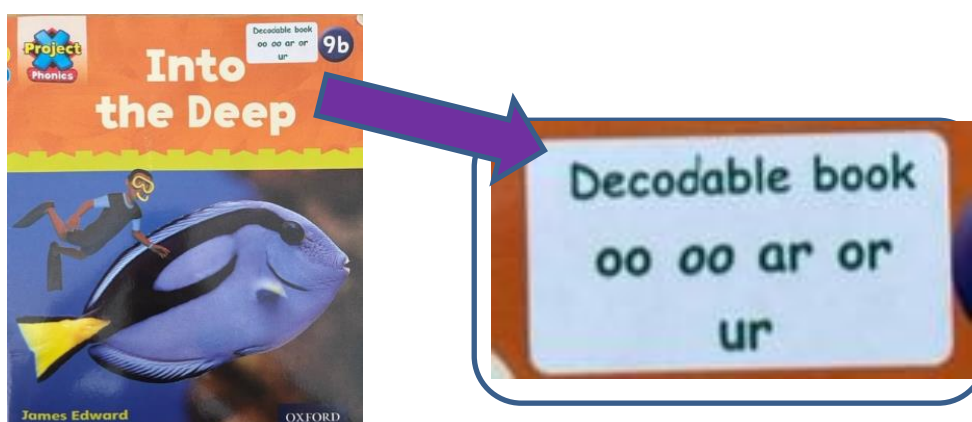 Project
X
Phonics
Decodable book
oo oo ar or
ur
9b
Into
the Deep
James Edward
OXFORD
Decodable book
oo oo ar or
ur